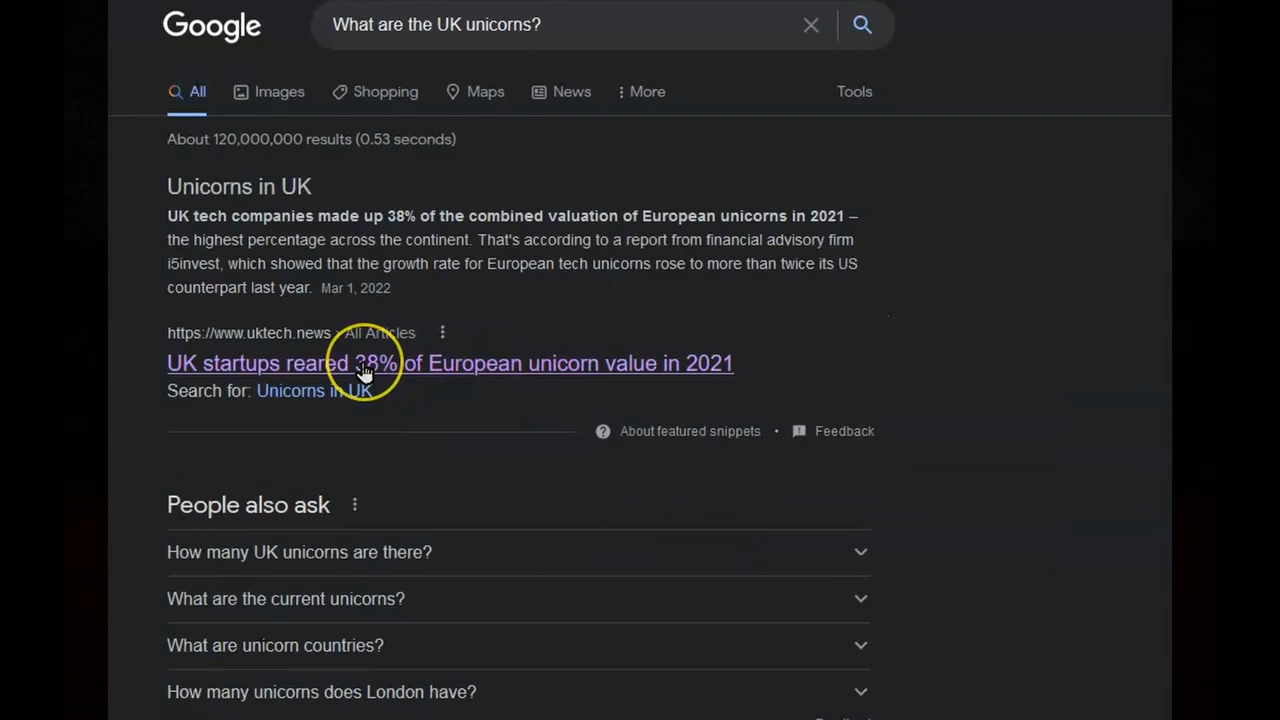 Google
What are the UK unicorns?
All Images Shopping Maps News More Tools
About 120,000,000 results (0.53 seconds)
Unicorns in UK
UK tech companies made up 38% of the combined valuation of European unicorns in 2021 –
the highest percentage across the continent. That's according to a report from financial advisory firm
i5invest, which showed that the growth rate for European tech unicorns rose to more than twice its US
counterpart last year. Mar 1, 2022
https://www.uktech.news › All Articles
UK startups reared 38% of European unicorn value in 2021
Search for: Unicorns in UK
About featured snippets • Feedback
People also ask
How many UK unicorns are there?
What are the current unicorns?
What are unicorn countries?
How many unicorns does London have?